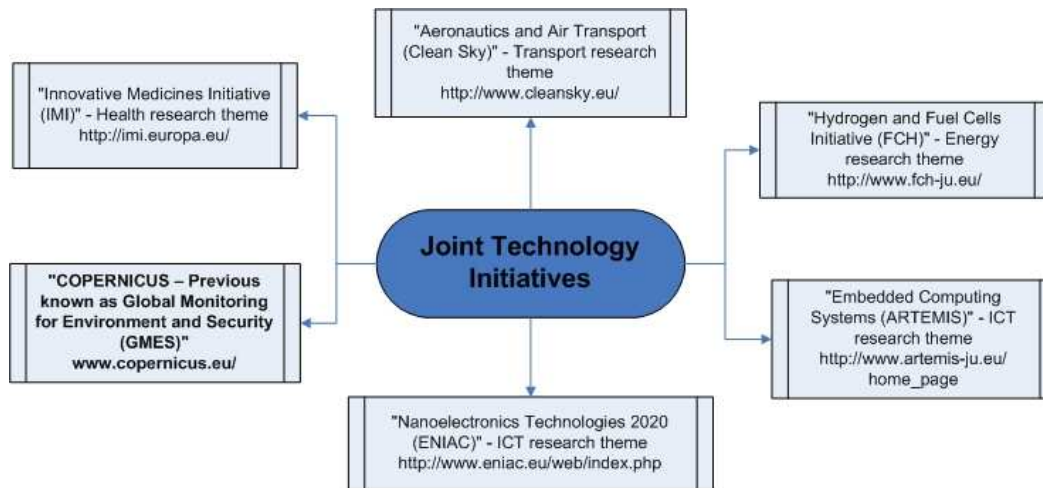 "Aeronautics and Air Transport
(Clean Sky)" - Transport research
theme
http://www.cleansky.eu/
"Innovative Medicines Initiative
(IMI)" - Health research theme
http://imi.europa.eu/
"Hydrogen and Fuel Cells
Initiative (FCH)" - Energy
research theme
http://www.fch-ju.eu/
Joint Technology
Initiatives
"COPERNICUS – Previous
known as Global Monitoring
for Environment and Security
(GMES)"
www.copernicus.eu/
"Embedded Computing
Systems (ARTEMIS)" - ICT
research theme
http://www.artemis-ju.eu/
home_page
"Nanoelectronics Technologies 2020
(ENIAC)" - ICT research theme
http://www.eniac.eu/web/index.php